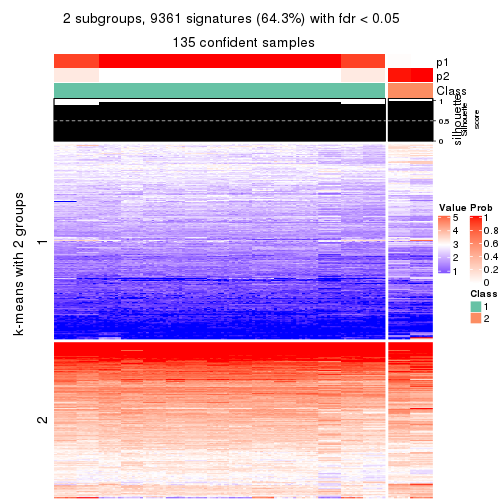 2 subgroups, 9361 signatures (64.3%) with fdr < 0.05
135 confident samples
p1
p2
Class
silhouette
Silhouette
score
1
0.5
0
k-means with 2 groups
1
2
Value
5
4
3
2
1
Prob
1
0.8
0.6
0.4
0.2
0
Class
1
2